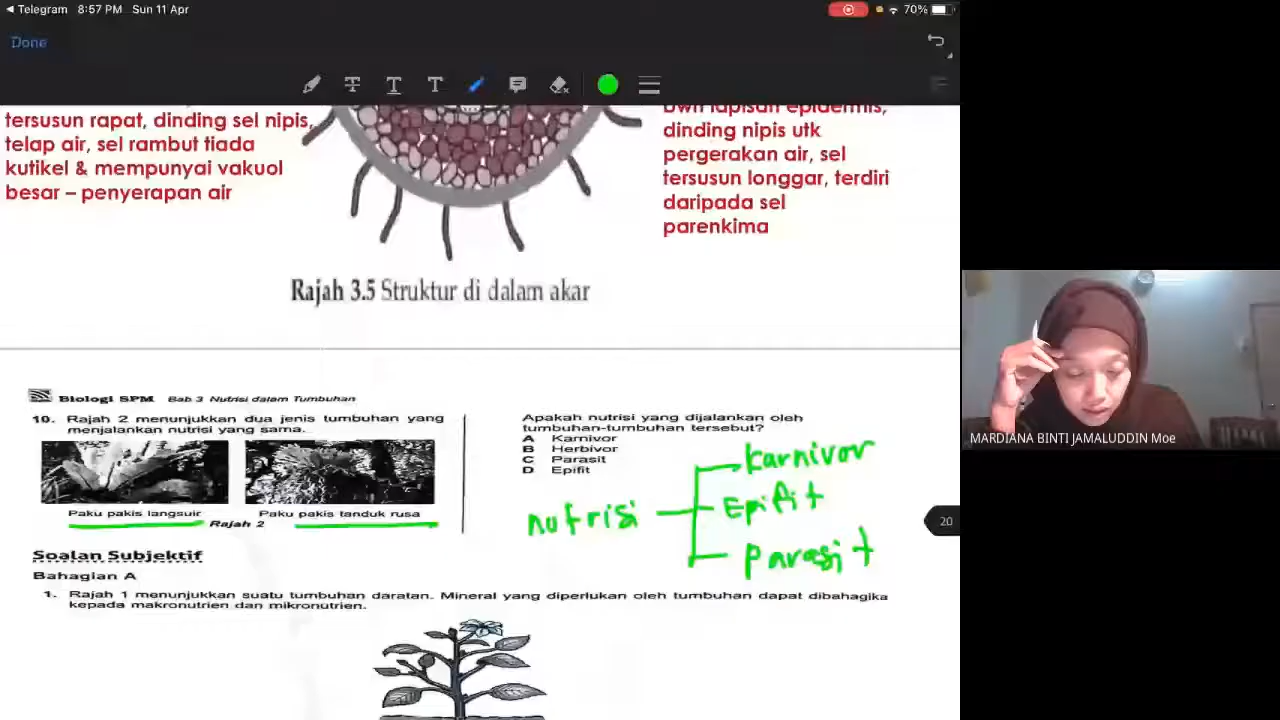 Telegram 8:57 PM Sun 11 Apr
70%
Done
tersusun rapat, dinding sel nipis,
telap air, sel rambut tiada
kutikel & mempunyai vakuol
besar – penyerapan air
lapisan epidermis,
dinding nipis utk
pergerakan air, sel
tersusun longgar, terdiri
daripada sel
parenkima
Rajah 3.5 Struktur di dalam akar
Biologi SPM Bab 3 Nutrisi dalam Tumbuhan
10. Rajah 2 menunjukkan dua jenis tumbuhan yang
menjalankan nutrisi yang sama.
Paku pakis langsuir
Paku pakis tanduk rusa
Rajah 2
Apakah nutrisi yang dijalankan oleh
tumbuhan-tumbuhan tersebut?
A Karnivor
B Herbivor
C Parasit
D Epifit
nutrisi
karnivor
Epifit
parasit
20
Soalan Subjektif
Bahagian A
1. Rajah 1 menunjukkan suatu tumbuhan daratan. Mineral yang diperlukan oleh tumbuhan dapat dibahagika
kepada makronutrien dan mikronutrien.
MARDIANA BINTI JAMALUDDIN Moe